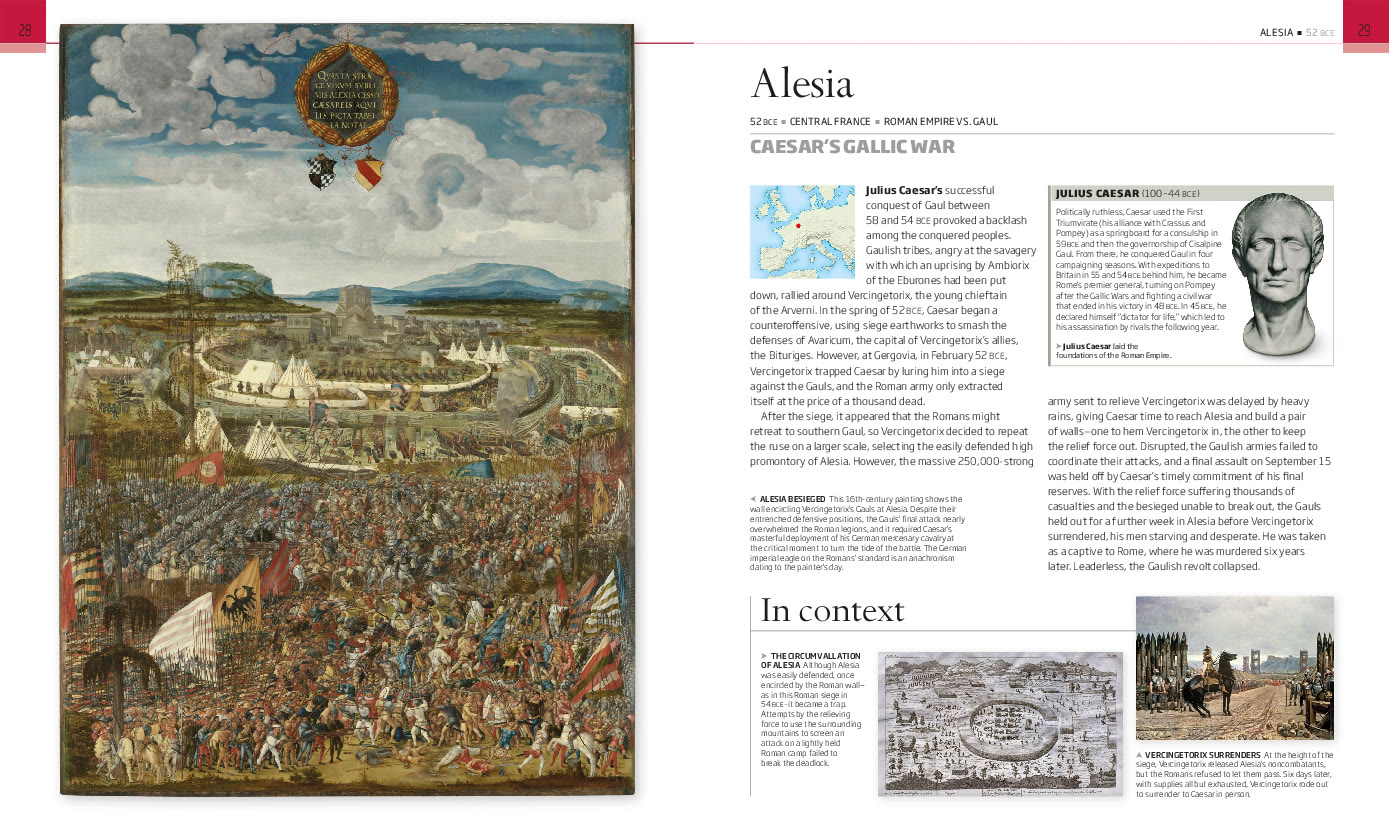 28
QVANTA STRA
CÆSAREIS AQVI
LIS. PICTA TABEL
LA NOTAT
ALESIA ■ 52 BCE
29
Alesia
52 BCE ■ CENTRAL FRANCE ■ ROMAN EMPIRE VS. GAUL
CAESAR'S GALLIC WAR
Julius Caesar's successful
conquest of Gaul between
58 and 54 BCE provoked a backlash
among the conquered peoples.
Gaulish tribes, angry at the savagery
with which an uprising by Ambiorix
of the Eburones had been put
down, rallied around Vercingetorix, the young chieftain
of the Arverni. In the spring of 52 BCE, Caesar began a
counteroffensive, using siege earthworks to smash the
defenses of Avaricum, the capital of Vercingetorix's allies,
the Bituriges. However, at Gergovia, in February 52 BCE,
Vercingetorix trapped Caesar by luring him into a siege
against the Gauls, and the Roman army only extracted
itself at the price of a thousand dead.
After the siege, it appeared that the Romans might
retreat to southern Gaul, so Vercingetorix decided to repeat
the ruse on a larger scale, selecting the easily defended high
promontory of Alesia. However, the massive 250,000-strong
JULIUS CAESAR (100–44 BCE)
Politically ruthless, Caesar used the First
Triumvirate (his alliance with Crassus and
Pompey) as a springboard for a consulship in
59 BCE and then the governorship of Cisalpine
Gaul. From there, he conquered Gaul in four
campaigning seasons. With expeditions to
Britain in 55 and 54 BCE behind him, he became
Rome's premier general, turning on Pompey
after the Gallic Wars and fighting a civil war
that ended in his victory in 48 BCE. In 45 BCE, he
declared himself "dictator for life," which led to
his assassination by rivals the following year.
➤ Julius Caesar laid the
foundations of the Roman Empire.
army sent to relieve Vercingetorix was delayed by heavy
rains, giving Caesar time to reach Alesia and build a pair
of walls—one to hem Vercingetorix in, the other to keep
the relief force out. Disrupted, the Gaulish armies failed to
coordinate their attacks, and a final assault on September 15
was held off by Caesar's timely commitment of his final
reserves. With the relief force suffering thousands of
casualties and the besieged unable to break out, the Gauls
held out for a further week in Alesia before Vercingetorix
surrendered, his men starving and desperate. He was taken
as a captive to Rome, where he was murdered six years
later. Leaderless, the Gaulish revolt collapsed.
◄ ALESIA BESIEGED This 16th-century painting shows the
wall encircling Vercingetorix's Gauls at Alesia. Despite their
entrenched defensive positions, the Gauls' final attack nearly
overwhelmed the Roman legions, and it required Caesar's
masterful deployment of his German mercenary cavalry at
the critical moment to turn the tide of the battle. The German
imperial eagle on the Romans' standard is an anachronism
dating to the painter's day.
In context
➤ THE CIRCUMVALLATION
OF ALESIA Although Alesia
was easily defended, once
encircled by the Roman wall—
as in this Roman siege in
54 BCE–it became a trap.
Attempts by the relieving
force to use the surrounding
mountains to screen an
attack on a lightly held
Roman camp failed to
break the deadlock.
▲ VERCINGETORIX SURRENDERS At the height of the
siege, Vercingetorix released Alesia's noncombatants,
but the Romans refused to let them pass. Six days later,
with supplies all but exhausted, Vercingetorix rode out
to surrender to Caesar in person.